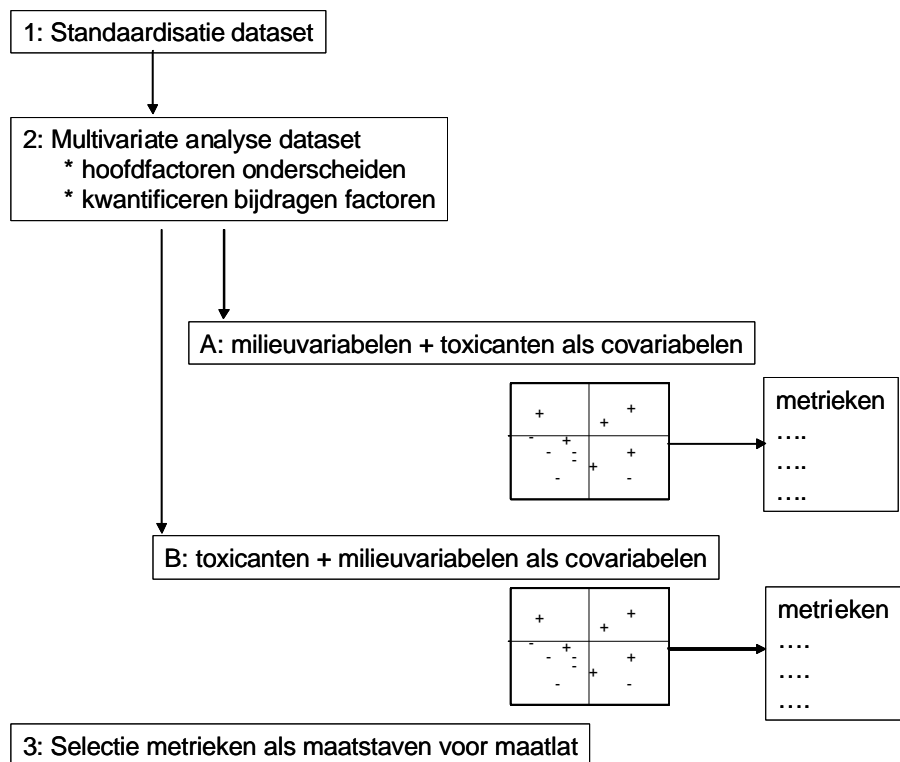 1: Standaardisatie dataset
2: Multivariate analyse dataset
* hoofdfactoren onderscheiden
* kwantificeren bijdragen factoren
A: milieuvariabelen + toxicanten als covariabelen
metrieken
....
....
....
B: toxicanten + milieuvariabelen als covariabelen
metrieken
....
....
....
3: Selectie metrieken als maatstaven voor maatlat